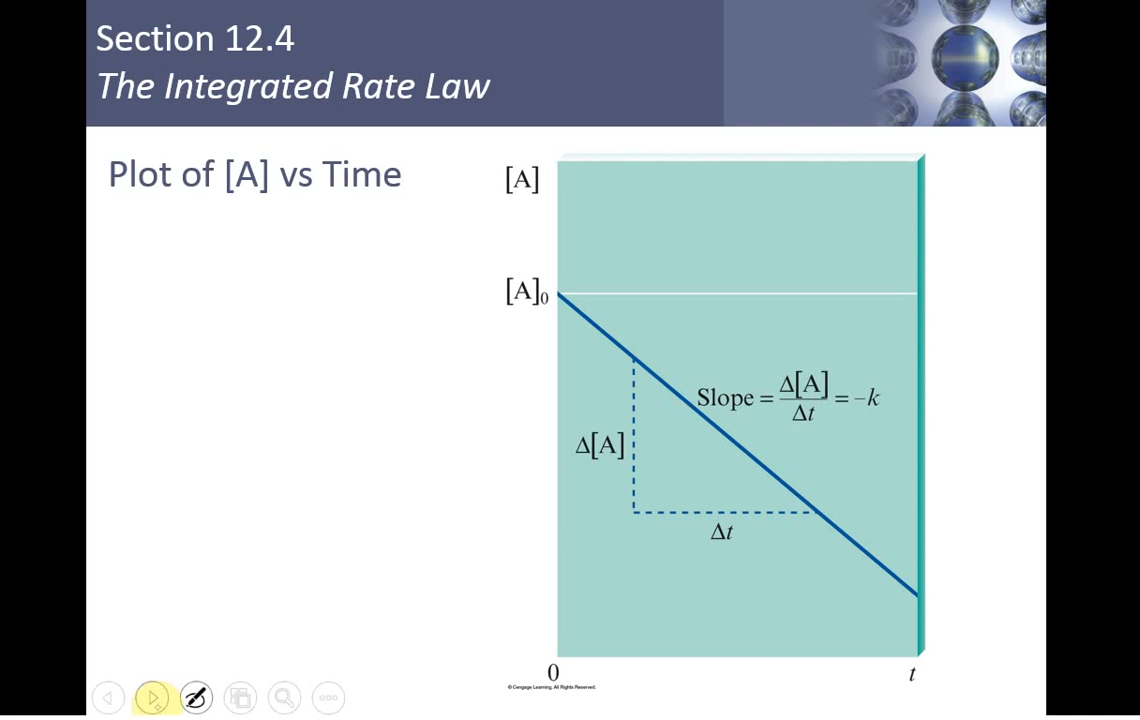 Section 12.4
The Integrated Rate Law
Plot of [A] vs Time
[A]
[A]₀
Slope = Δ[A]/Δt = –k
Δ[A]
Δt
0
t
© Cengage Learning. All Rights Reserved.